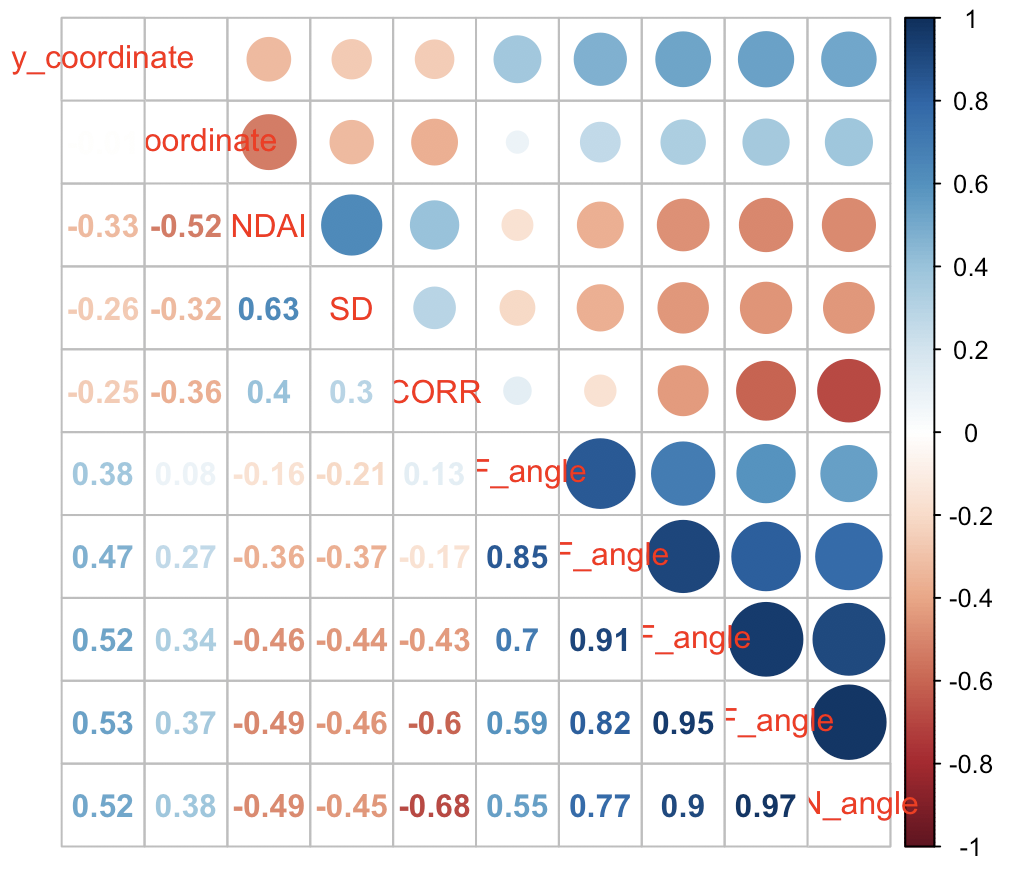 y_coordinate
oordinate
-0.33 -0.52 NDAI
-0.26 -0.32 0.63 SD
-0.25 -0.36 0.4 0.3 CORR
0.38 0.08 -0.16 -0.21 0.13 F_angle
0.47 0.27 -0.36 -0.37 -0.17 0.85 F_angle
0.52 0.34 -0.46 -0.44 -0.43 0.7 0.91 F_angle
0.53 0.37 -0.49 -0.46 -0.6 0.59 0.82 0.95 F_angle
0.52 0.38 -0.49 -0.45 -0.68 0.55 0.77 0.9 0.97 N_angle
1
0.8
0.6
0.4
0.2
0
-0.2
-0.4
-0.6
-0.8
-1